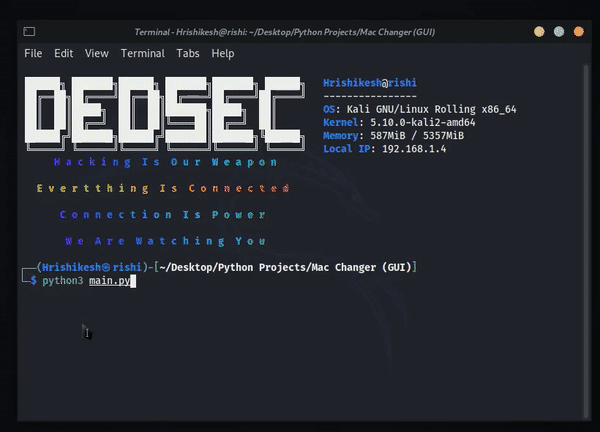 Terminal - Hrishikesh@rishi: ~/Desktop/Python Projects/Mac Changer (GUI)
File Edit View Terminal Tabs Help
DEDSEC
Hacking Is Our Weapon
Evertthing Is Connected
Connection Is Power
We Are Watching You
Hrishikesh@rishi
----------------
OS: Kali GNU/Linux Rolling x86_64
Kernel: 5.10.0-kali2-amd64
Memory: 587MiB / 5357MiB
Local IP: 192.168.1.4
┌──(Hrishikesh㉿rishi)-[~/Desktop/Python Projects/Mac Changer (GUI)]
└─$ python3 main.py